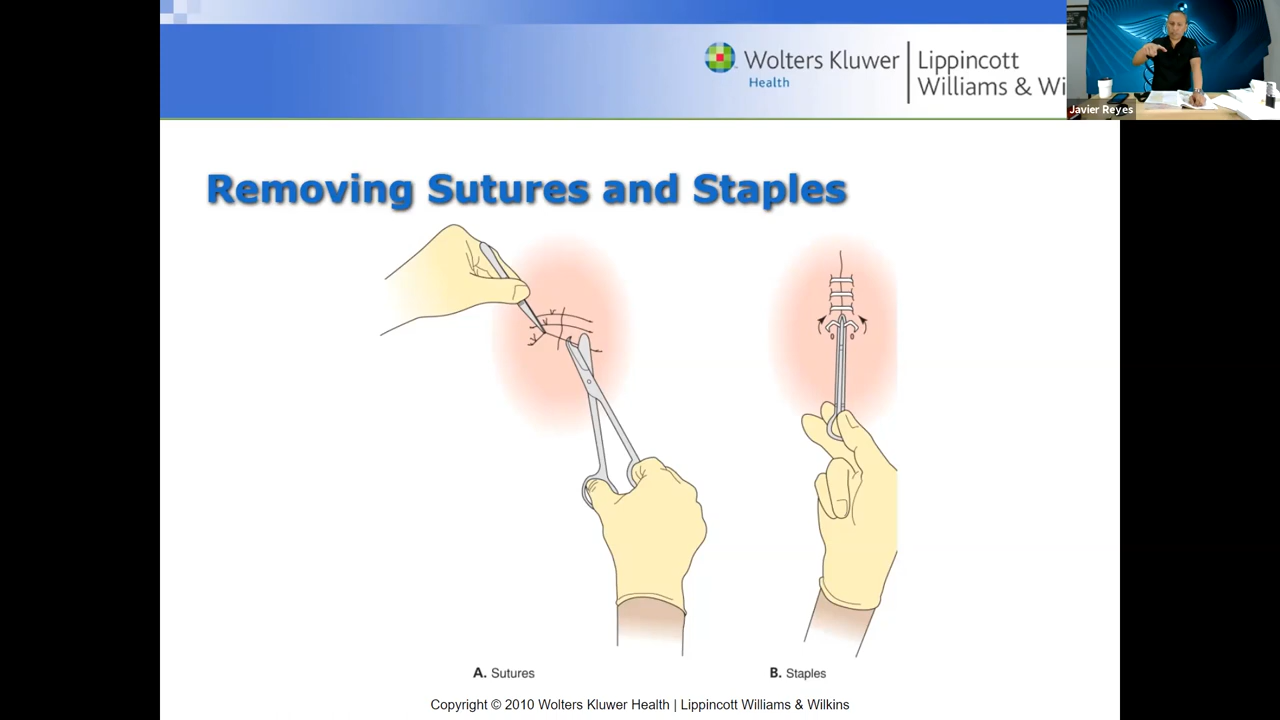 Wolters Kluwer
Health
Lippincott
Williams & Wi
Javier Reyes
Removing Sutures and Staples
A. Sutures
B. Staples
Copyright © 2010 Wolters Kluwer Health | Lippincott Williams & Wilkins